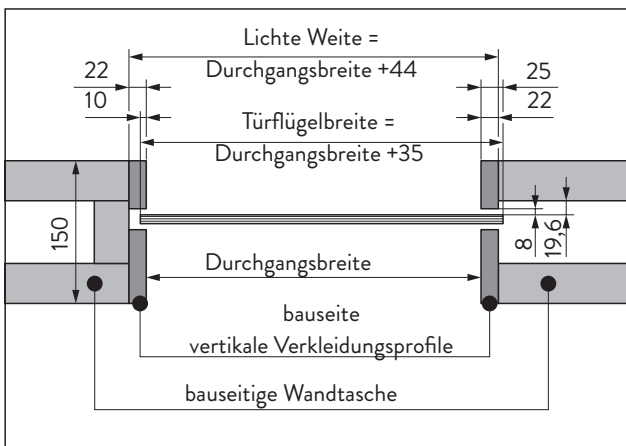 Lichte Weite =
22 Durchgangsbreite +44 25
10 22
Türflügelbreite =
Durchgangsbreite +35
150
8
19,6
Durchgangsbreite
bauseite
vertikale Verkleidungsprofile
bauseitige Wandtasche